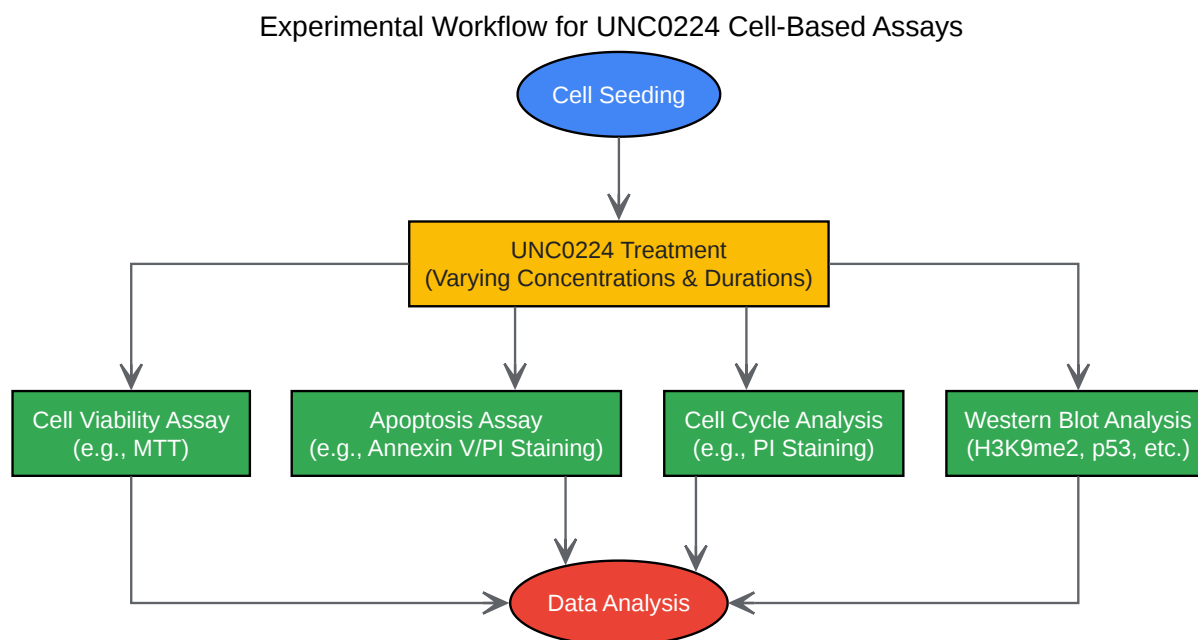 Experimental Workflow for UNC0224 Cell-Based Assays
Cell Seeding
UNC0224 Treatment
(Varying Concentrations & Durations)
Cell Viability Assay
(e.g., MTT)
Apoptosis Assay
(e.g., Annexin V/PI Staining)
Cell Cycle Analysis
(e.g., PI Staining)
Western Blot Analysis
(H3K9me2, p53, etc.)
Data Analysis